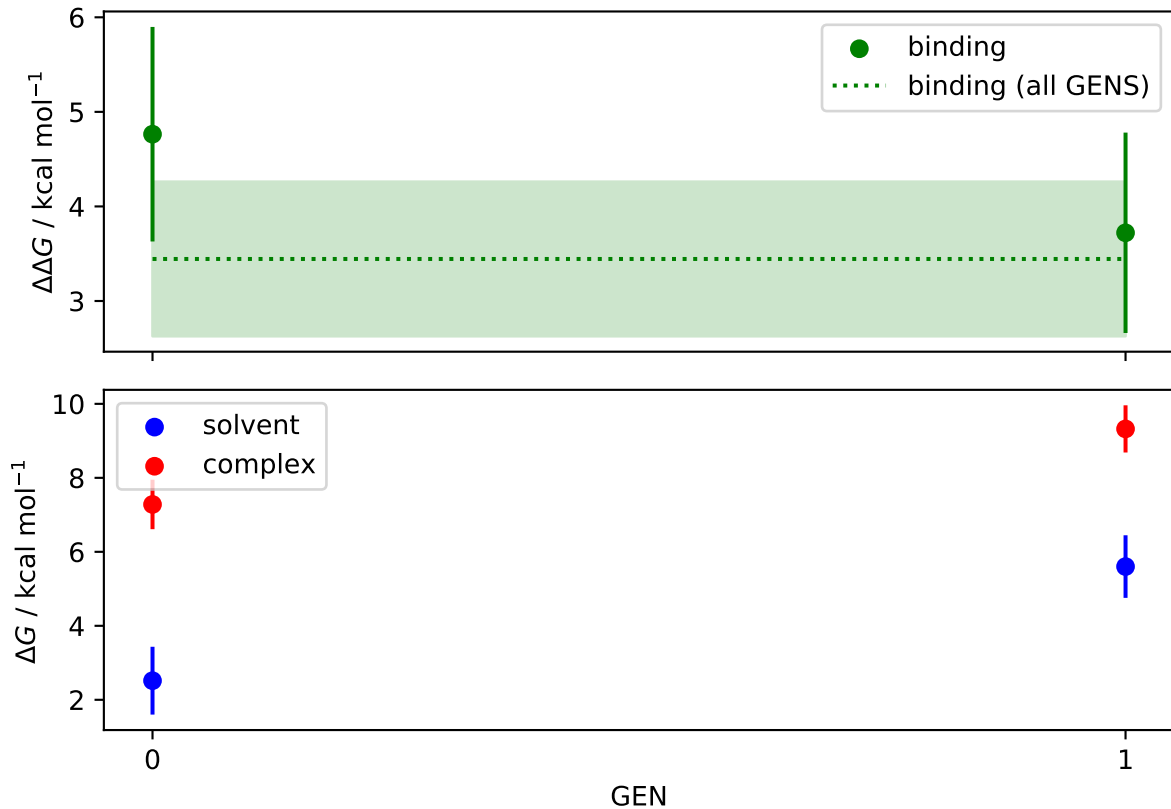 6
5
4
3
ΔΔG / kcal mol⁻¹
binding
binding (all GENS)
10
8
6
4
2
ΔG / kcal mol⁻¹
solvent
complex
0
1
GEN